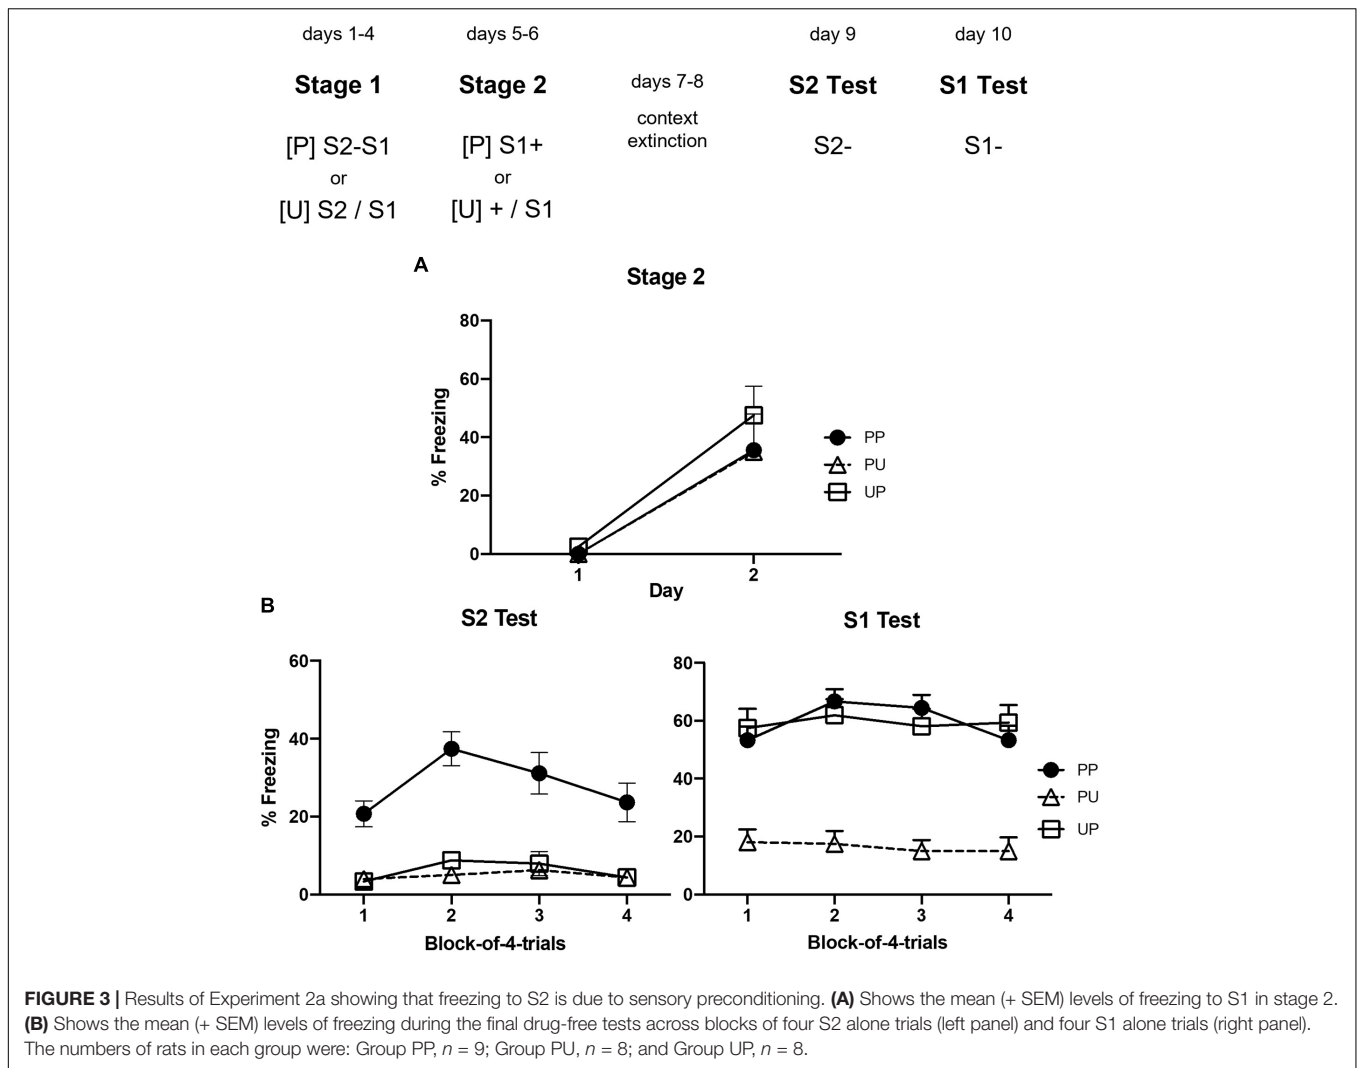 days 1-4 days 5-6 day 9 day 10
Stage 1 Stage 2 days 7-8 S2 Test S1 Test
context
extinction
[P] S2-S1 [P] S1+ S2- S1-
or or
[U] S2 / S1 [U] + / S1
A
Stage 2
80
60
40
20
0
% Freezing
1 2
Day
PP
PU
UP
B
S2 Test
60
40
20
0
% Freezing
1 2 3 4
Block-of-4-trials
S1 Test
80
60
40
20
0
1 2 3 4
Block-of-4-trials
PP
PU
UP
FIGURE 3 | Results of Experiment 2a showing that freezing to S2 is due to sensory preconditioning. (A) Shows the mean (+ SEM) levels of freezing to S1 in stage 2.
(B) Shows the mean (+ SEM) levels of freezing during the final drug-free tests across blocks of four S2 alone trials (left panel) and four S1 alone trials (right panel).
The numbers of rats in each group were: Group PP, n = 9; Group PU, n = 8; and Group UP, n = 8.